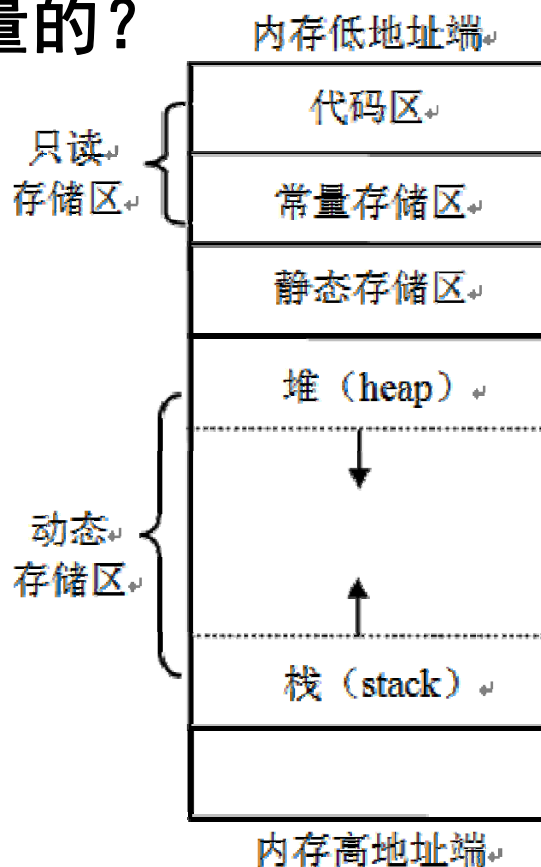 量的？
内存低地址端↵
代码区↵
只读↵
存储区↵
常量存储区↵
静态存储区↵
堆（heap）↵
动态↵
存储区↵
栈（stack）↵
内存高地址端↵